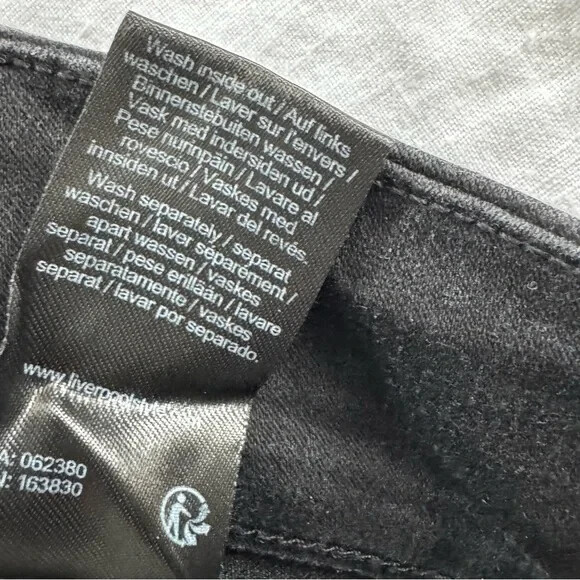 Wash inside out / Auf links
waschen / Laver sur l'envers /
Binnenstebuiten wassen /
Vask med indersiden ud /
Pese nurinpäin / Lavare al
rovescio / Vaskes med
innsiden ut / Lavar del revés.
Wash separately / separat
waschen / laver séparément /
apart wassen / vaskes
separat / pese erillään / lavare
separatamente / vaskes
separat / lavar por separado.
www.liverpoolstyle.
A: 062380
N: 163830